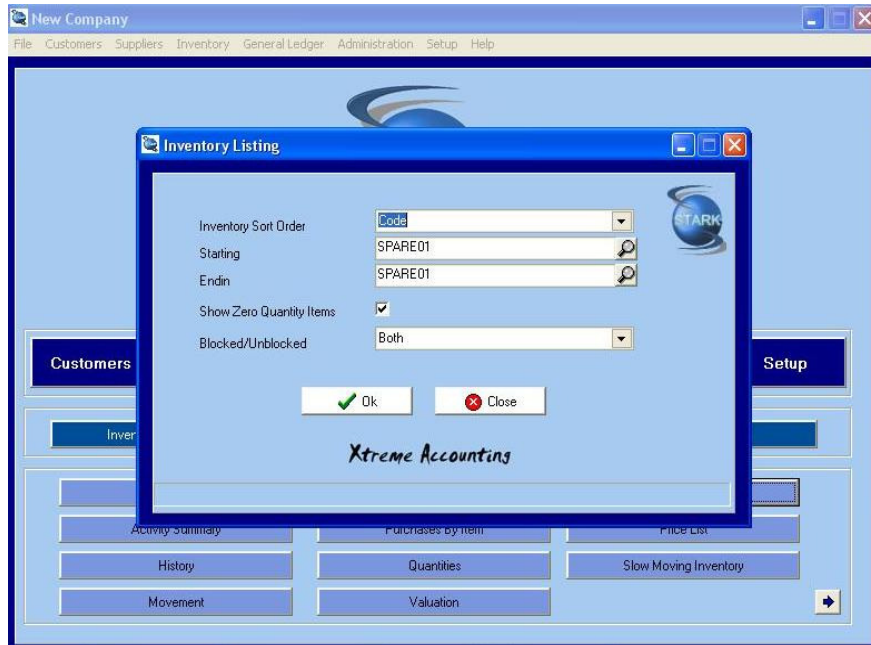 New Company
File Customers Suppliers Inventory General Ledger Administration Setup Help
Inventory Listing
STARK
Inventory Sort Order Code
Starting SPARE01
Endin SPARE01
Show Zero Quantity Items
Blocked/Unblocked Both
Customers Setup
Ok Close
Inver
Xtreme Accounting
Activity Summary Purchases By Item Price List
History Quantities Slow Moving Inventory
Movement Valuation